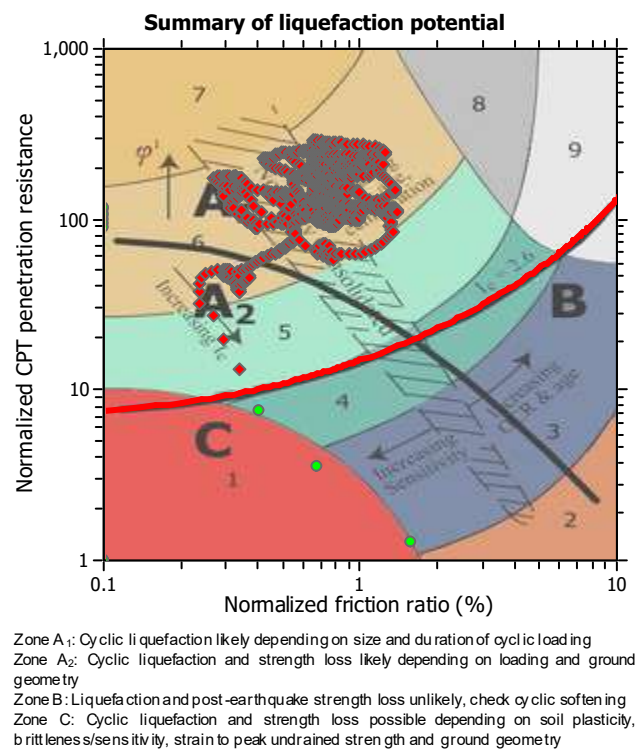 Summary of liquefaction potential
1,000
7
8
9
φ'
A
100
6
A2
Increasing Ic
5
Ic = 2.6
B
10
4
Increasing
OCR & age
C
3
Increasing
Sensitivity
1
2
1
0.1
1
10
Normalized CPT penetration resistance
Normalized friction ratio (%)
Zone A1: Cyclic liquefaction likely depending on size and duration of cyclic loading
Zone A2: Cyclic liquefaction and strength loss likely depending on loading and ground
geometry
Zone B: Liquefaction and post-earthquake strength loss unlikely, check cyclic softening
Zone C: Cyclic liquefaction and strength loss possible depending on soil plasticity,
brittleness/sensitivity, strain to peak undrained strength and ground geometry